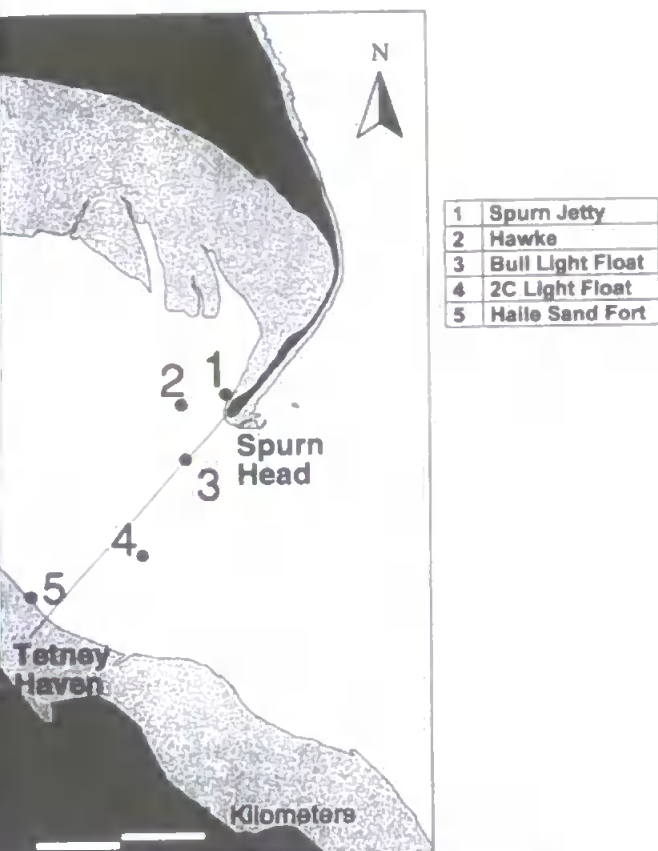 N
1 Spurn Jetty
2 Hawke
3 Bull Light Float
4 2C Light Float
5 Haile Sand Fort
1
2
Spurn
Head
3
4
5
Tetney
Haven
Kilometers